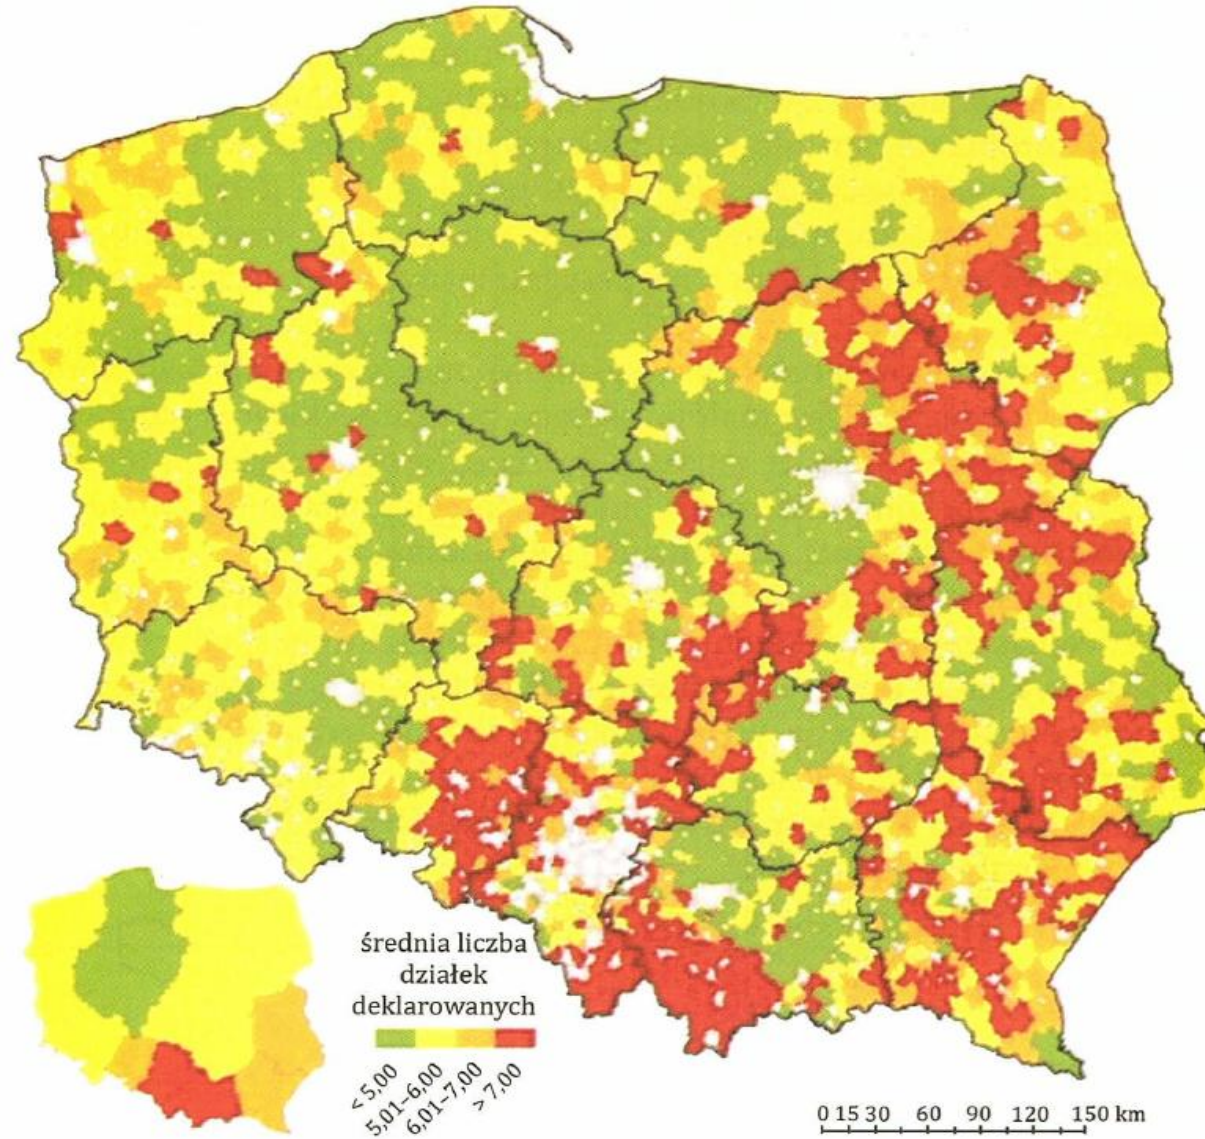 średnia liczba
działek
deklarowanych
< 5,00
5,01–6,00
6,01–7,00
> 7,00
0 15 30 60 90 120 150 km